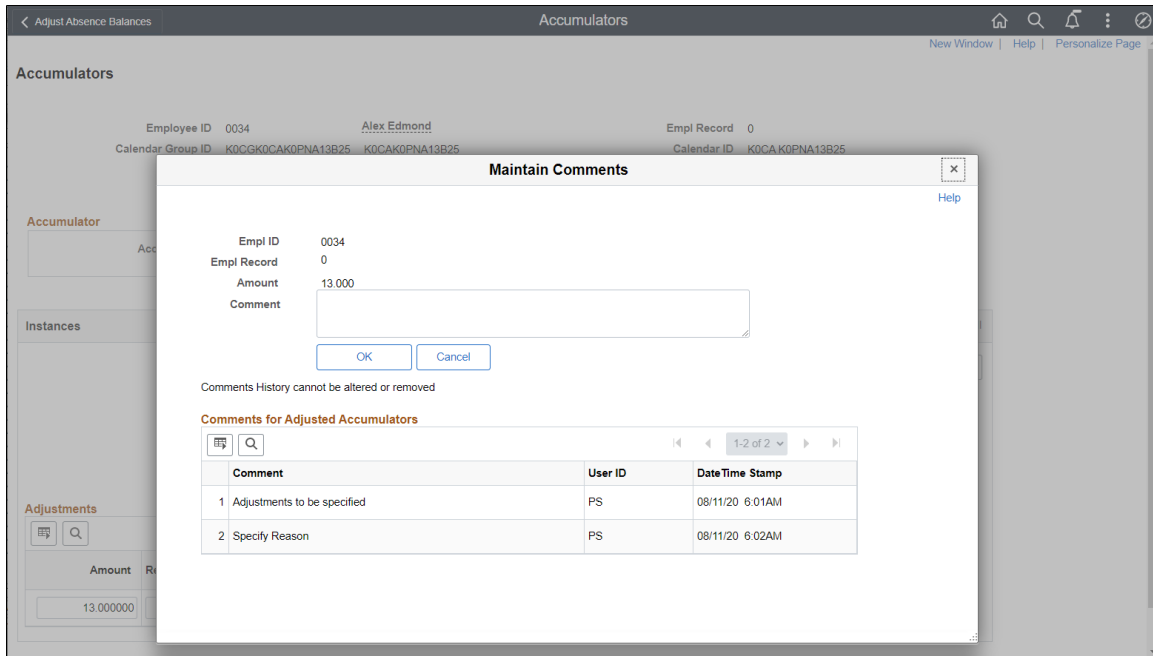 Adjust Absence Balances
Accumulators
New Window | Help | Personalize Page
Accumulators
Employee ID 0034 Alex Edmond Empl Record 0
Calendar Group ID K0CGK0CAK0PNA13B25 K0CAK0PNA13B25 Calendar ID K0CA K0PNA13B25
Maintain Comments
Help
Accumulator
Acc
Empl ID 0034
Empl Record 0
Amount 13.000
Comment
Instances
OK Cancel
Comments History cannot be altered or removed
Comments for Adjusted Accumulators
1-2 of 2
Comment User ID DateTime Stamp
1 Adjustments to be specified PS 08/11/20 6:01AM
2 Specify Reason PS 08/11/20 6:02AM
Adjustments
Amount
13.000000